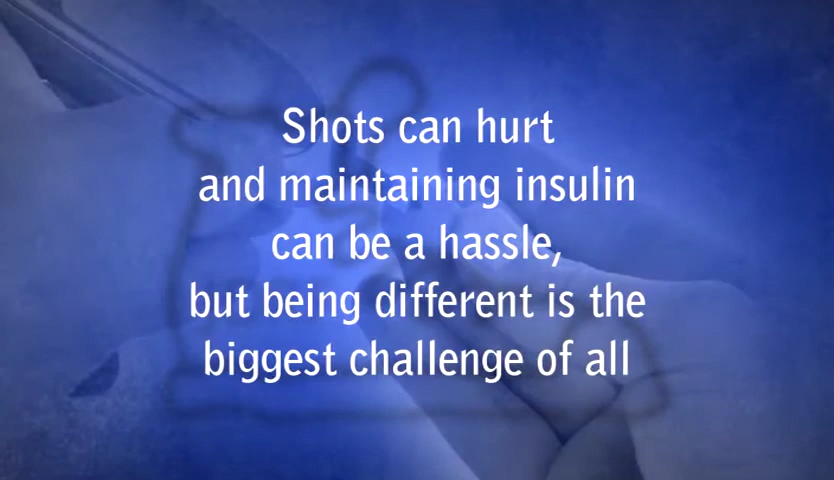 Shots can hurt
and maintaining insulin
can be a hassle,
but being different is the
biggest challenge of all